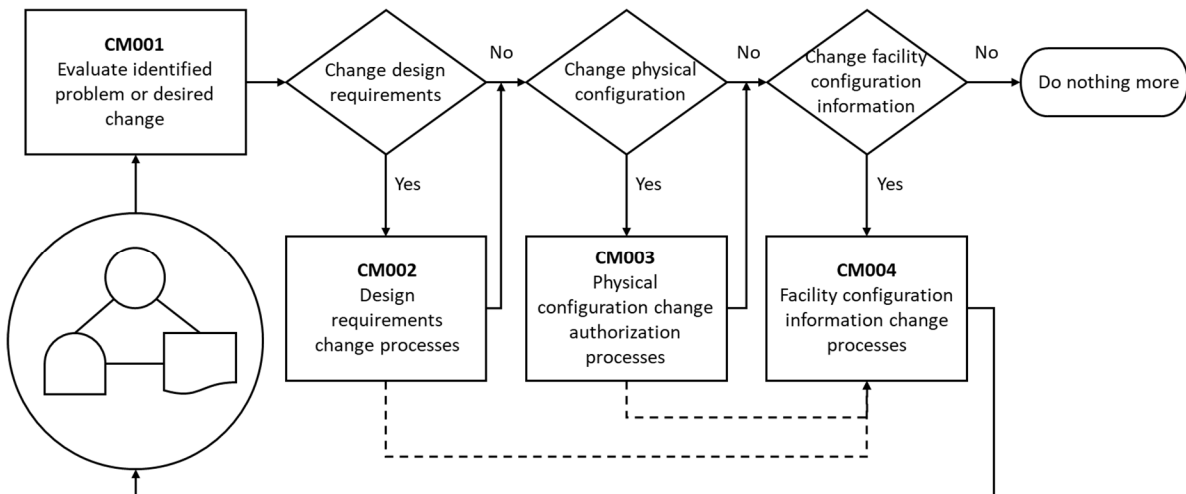 CM001
Evaluate identified
problem or desired
change
Change design
requirements
No
Change physical
configuration
No
Change facility
configuration
information
No
Do nothing more
Yes
Yes
Yes
CM002
Design
requirements
change processes
CM003
Physical
configuration change
authorization
processes
CM004
Facility configuration
information change
processes